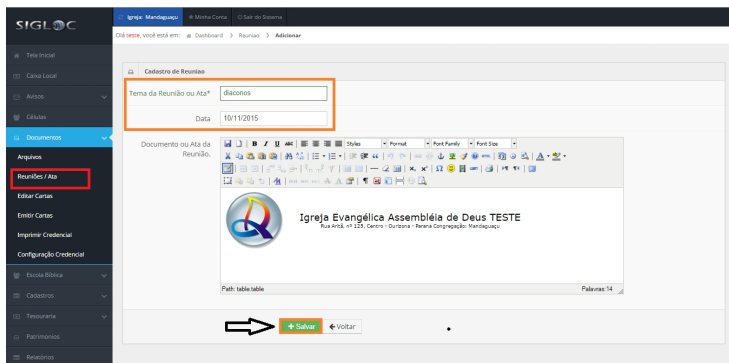 SIGLOC
Igreja: Mandaguaçu Minha Conta Sair do Sistema
Olá teste, você está em: Dashboard > Reuniao > Adicionar
Tela Inicial
Caixa Local
Avisos
Células
Documentos
Arquivos
Reuniões / Ata
Editar Cartas
Emitir Cartas
Imprimir Credencial
Configuração Credencial
Escola Bíblica
Cadastros
Tesouraria
Patrimonios
Relatórios
Cadastro de Reuniao
Tema da Reunião ou Ata* diaconos
Data 10/11/2015
Documento ou Ata da
Reunião.
B I U ABC Styles Format Font Family Font Size
Igreja Evangélica Assembléia de Deus TESTE
Rua Aritá, nº 125, Centro - Ourizona - Paraná Congregação: Mandaguaçu
Path: table.table Palavras:14
Salvar Voltar